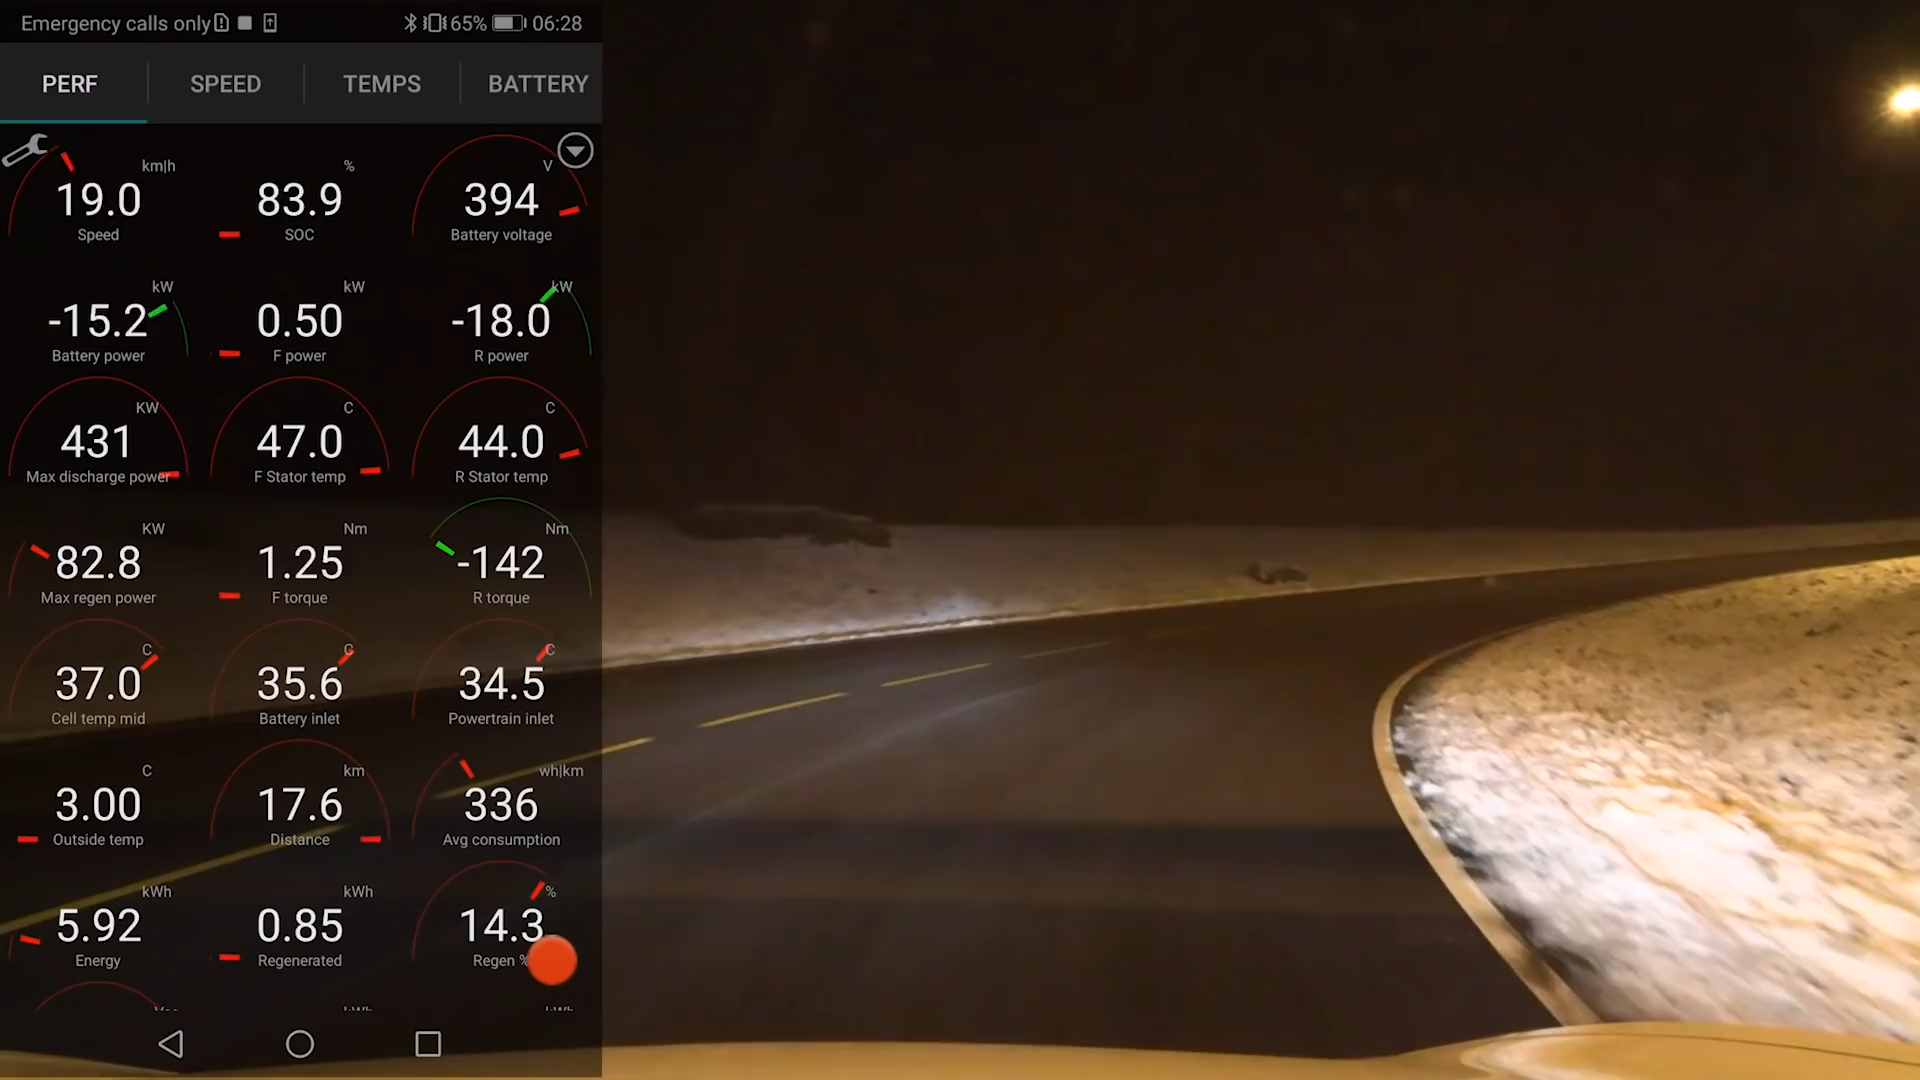 Emergency calls only 65% 06:28
PERF SPEED TEMPS BATTERY
km|h % V
19.0 83.9 394
Speed SOC Battery voltage
kW kW kW
-15.2 0.50 -18.0
Battery power F power R power
KW C C
431 47.0 44.0
Max discharge power F Stator temp R Stator temp
KW Nm Nm
82.8 1.25 -142
Max regen power F torque R torque
C C C
37.0 35.6 34.5
Cell temp mid Battery inlet Powertrain inlet
C km wh|km
3.00 17.6 336
Outside temp Distance Avg consumption
kWh kWh %
5.92 0.85 14.3
Energy Regenerated Regen %